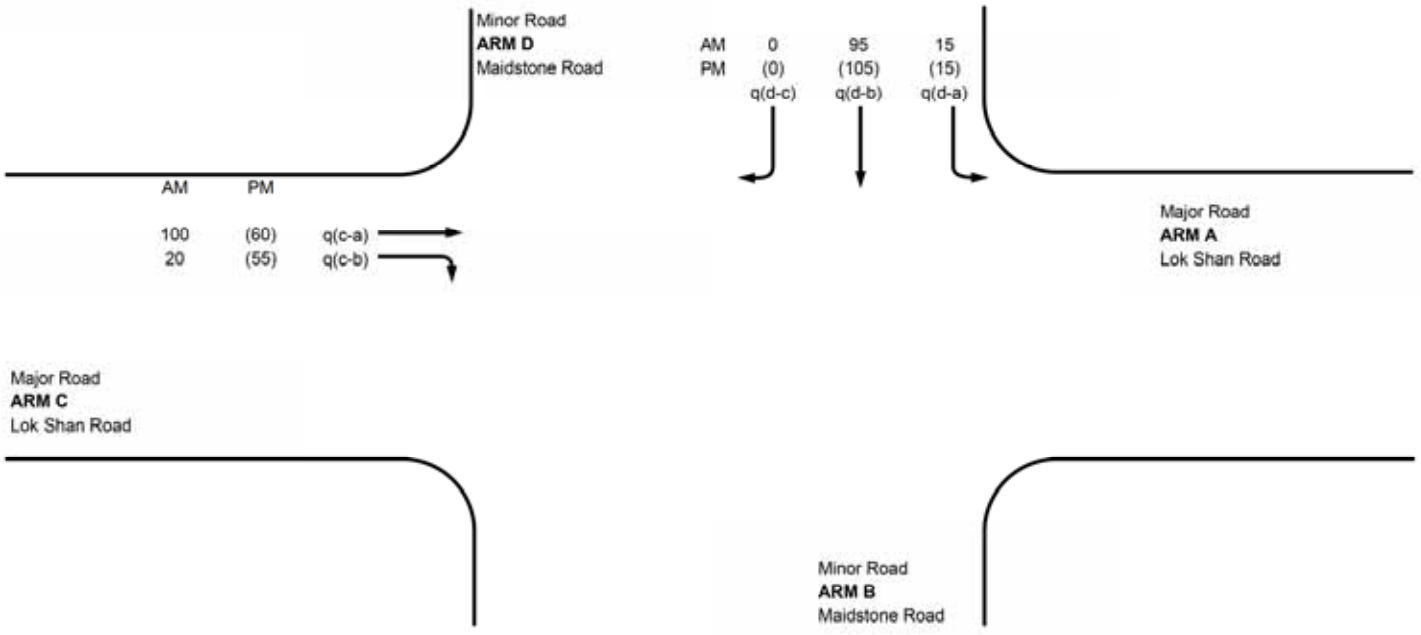 Minor Road
ARM D
Maidstone Road
AM 0 95 15
PM (0) (105) (15)
q(d-c) q(d-b) q(d-a)
AM PM
100 (60) q(c-a)
20 (55) q(c-b)
Major Road
ARM A
Lok Shan Road
Major Road
ARM C
Lok Shan Road
Minor Road
ARM B
Maidstone Road